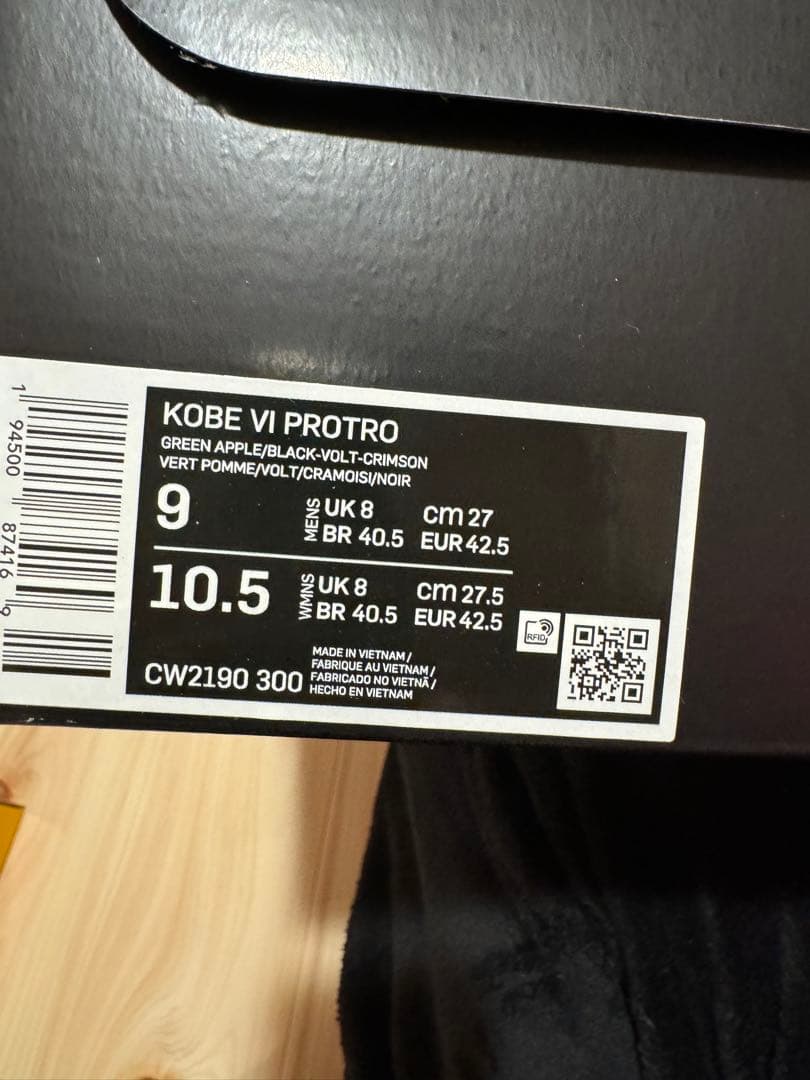 KOBE VI PROTRO
GREEN APPLE/BLACK-VOLT-CRIMSON
VERT POMME/VOLT/CRAMOISI/NOIR
9 MENS UK 8 cm 27
BR 40.5 EUR 42.5
10.5 WMNS UK 8 cm 27.5
BR 40.5 EUR 42.5
RFID
CW2190 300
MADE IN VIETNAM /
FABRIQUE AU VIETNAM /
FABRICADO NO VIETNÃ /
HECHO EN VIETNAM
1 94500 87416 9